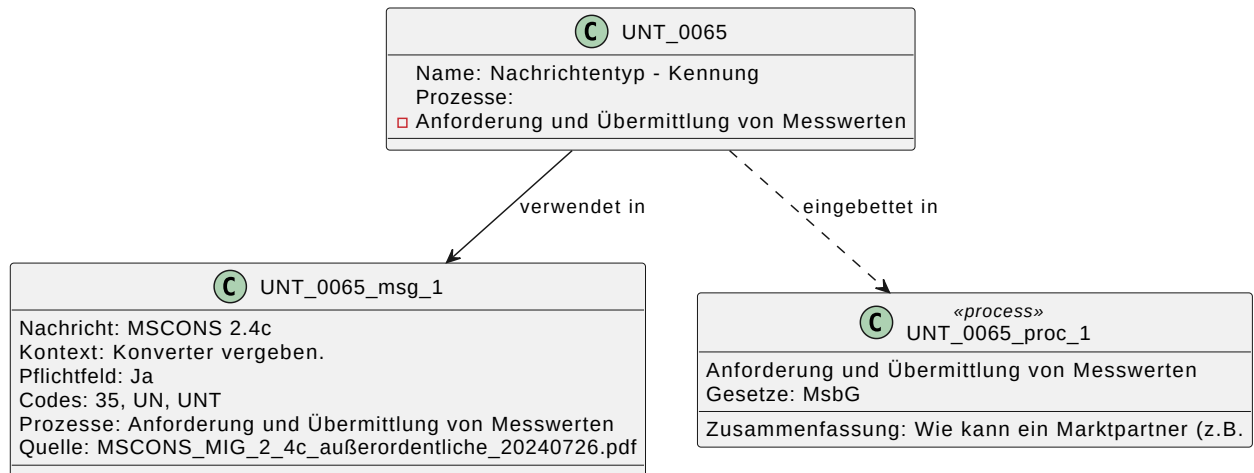 C UNT_0065
Name: Nachrichtentyp - Kennung
Prozesse:
Anforderung und Übermittlung von Messwerten
verwendet in
eingebettet in
C UNT_0065_msg_1
Nachricht: MSCONS 2.4c
Kontext: Konverter vergeben.
Pflichtfeld: Ja
Codes: 35, UN, UNT
Prozesse: Anforderung und Übermittlung von Messwerten
Quelle: MSCONS_MIG_2_4c_außerordentliche_20240726.pdf
«process»
C UNT_0065_proc_1
Anforderung und Übermittlung von Messwerten
Gesetze: MsbG
Zusammenfassung: Wie kann ein Marktpartner (z.B.